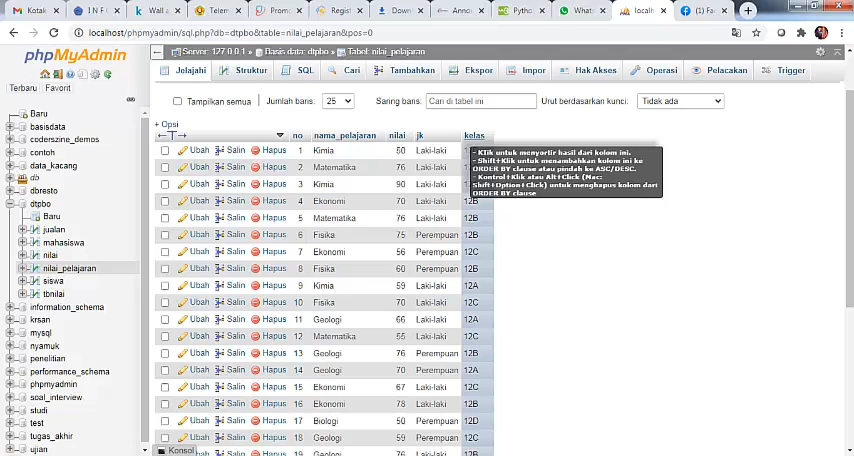 Kotak
I N F (
Wall a
Telem
Prom
Regist
Down
Annot
Pytho
What:
localh
(1) Fa
localhost/phpmyadmin/sql.php?db=dtpbo&table=nilai_pelajaran&pos=0
phpMyAdmin
Terbaru Favorit
Baru
basisdata
coderszine_demos
contoh
data_kacang
db
dbresto
dtpbo
Baru
jualan
mahasiswa
nilai
nilai_pelajaran
siswa
tbnilai
information_schema
krsan
mysql
nyamuk
penelitian
performance_schema
phpmyadmin
soal_interview
studi
test
tugas_akhir
ujian
Server: 127.0.0.1 » Basis data: dtpbo » Tabel: nilai_pelajaran
Jelajahi Struktur SQL Cari Tambahkan Ekspor Impor Hak Akses Operasi Pelacakan Trigger
Tampilkan semua Jumlah baris: 25 Saring baris: Cari di tabel ini Urut berdasarkan kunci: Tidak ada
+ Opsi
←T→ no nama_pelajaran nilai jk kelas
Ubah Salin Hapus 1 Kimia 50 Laki-laki
Ubah Salin Hapus 2 Matematika 76 Laki-laki
Ubah Salin Hapus 3 Kimia 90 Laki-laki
Ubah Salin Hapus 4 Ekonomi 70 Laki-laki 12B
Ubah Salin Hapus 5 Matematika 76 Laki-laki 12B
Ubah Salin Hapus 6 Fisika 75 Perempuan 12B
Ubah Salin Hapus 7 Ekonomi 56 Perempuan 12C
Ubah Salin Hapus 8 Fisika 60 Perempuan 12B
Ubah Salin Hapus 9 Kimia 59 Laki-laki 12A
Ubah Salin Hapus 10 Fisika 70 Laki-laki 12C
Ubah Salin Hapus 11 Geologi 66 Laki-laki 12A
Ubah Salin Hapus 12 Matematika 55 Laki-laki 12C
Ubah Salin Hapus 13 Geologi 76 Perempuan 12B
Ubah Salin Hapus 14 Geologi 70 Perempuan 12A
Ubah Salin Hapus 15 Ekonomi 67 Laki-laki 12C
Ubah Salin Hapus 16 Ekonomi 78 Laki-laki 12B
Ubah Salin Hapus 17 Biologi 50 Perempuan 12D
Ubah Salin Hapus 18 Geologi 59 Perempuan 12C
Ubah Salin Hapus 19 Geologi 76 Laki-laki 12B
- Klik untuk menyortir hasil dari kolom ini.
- Shift+Klik untuk menambahkan kolom ini ke
ORDER BY clause atau pindah ke ASC/DESC.
- Kontrol+Klik atau Alt+Click (Mac:
Shift+Option+Click) untuk menghapus kolom dari
ORDER BY clause
Konsol